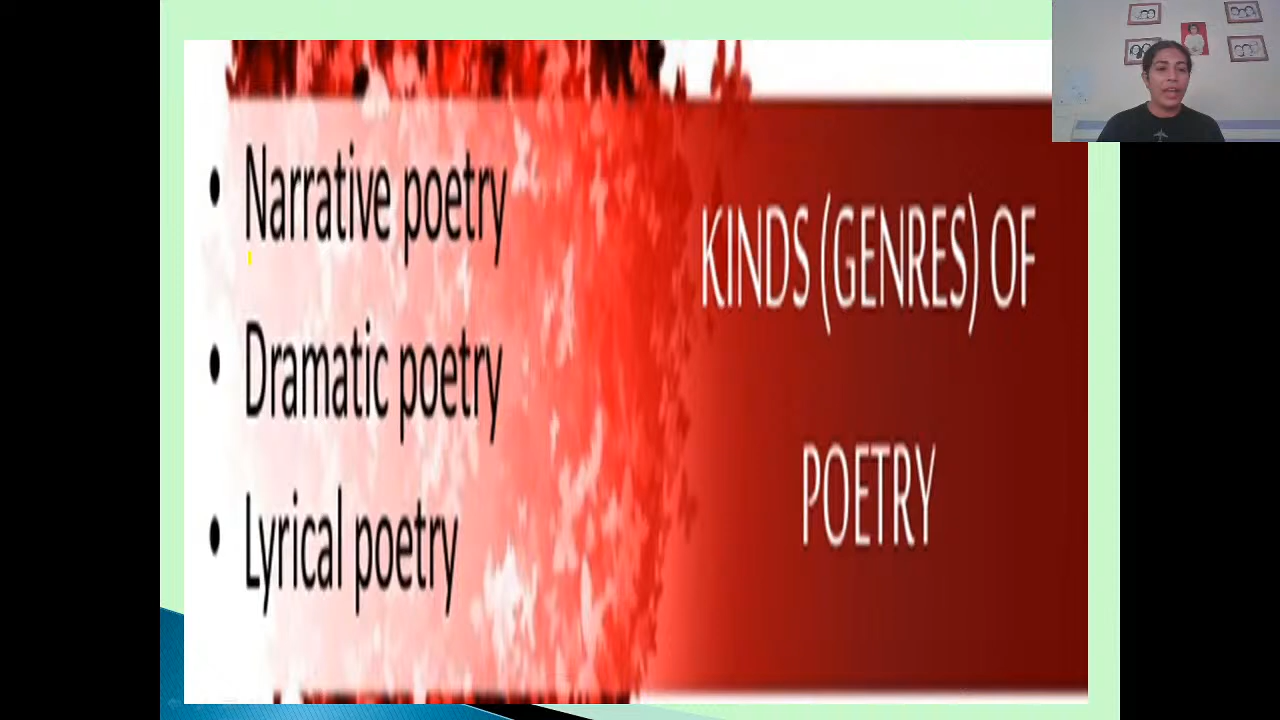 • Narrative poetry
• Dramatic poetry
• Lyrical poetry
KINDS (GENRES) OF
POETRY